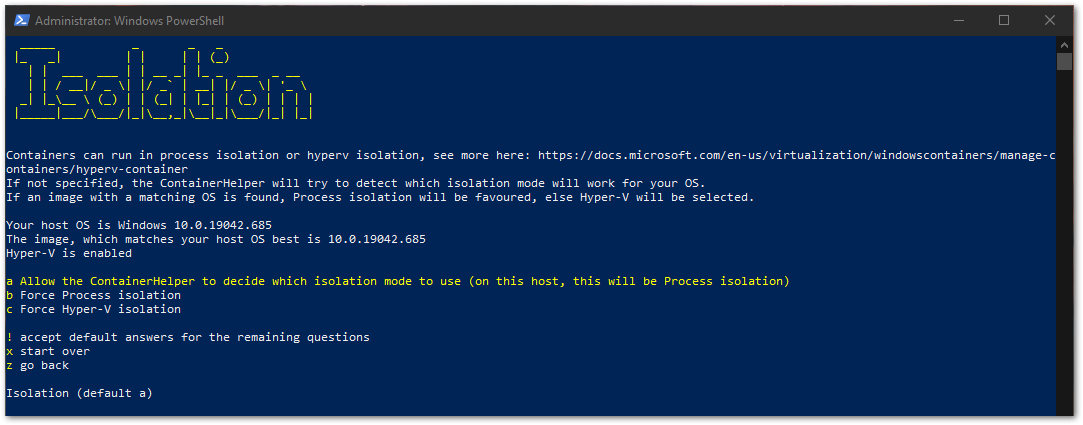 Administrator: Windows PowerShell
Isolation
Containers can run in process isolation or hyperv isolation, see more here: https://docs.microsoft.com/en-us/virtualization/windowscontainers/manage-c
ontainers/hyperv-container
If not specified, the ContainerHelper will try to detect which isolation mode will work for your OS.
If an image with a matching OS is found, Process isolation will be favoured, else Hyper-V will be selected.
Your host OS is Windows 10.0.19042.685
The image, which matches your host OS best is 10.0.19042.685
Hyper-V is enabled
a Allow the ContainerHelper to decide which isolation mode to use (on this host, this will be Process isolation)
b Force Process isolation
c Force Hyper-V isolation
! accept default answers for the remaining questions
x start over
z go back
Isolation (default a)